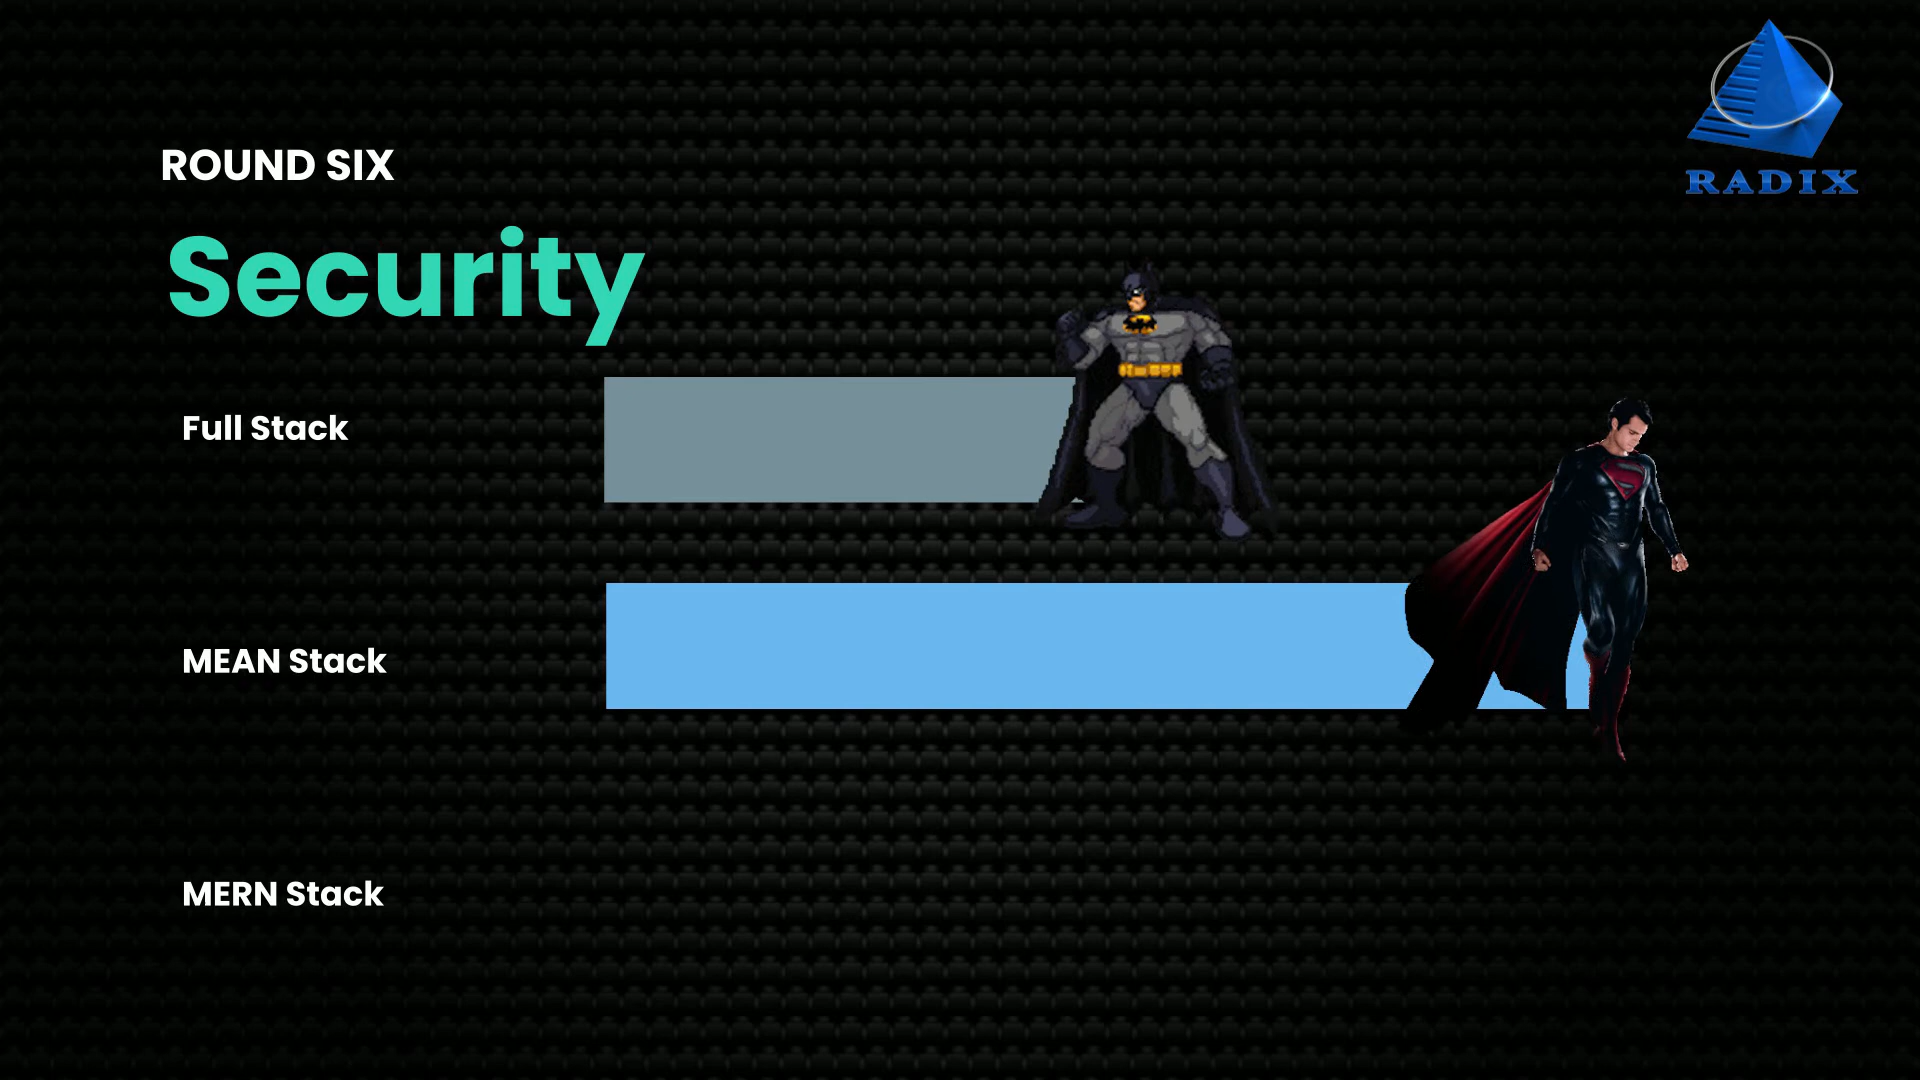 RADIX
ROUND SIX
Security
Full Stack
MEAN Stack
MERN Stack